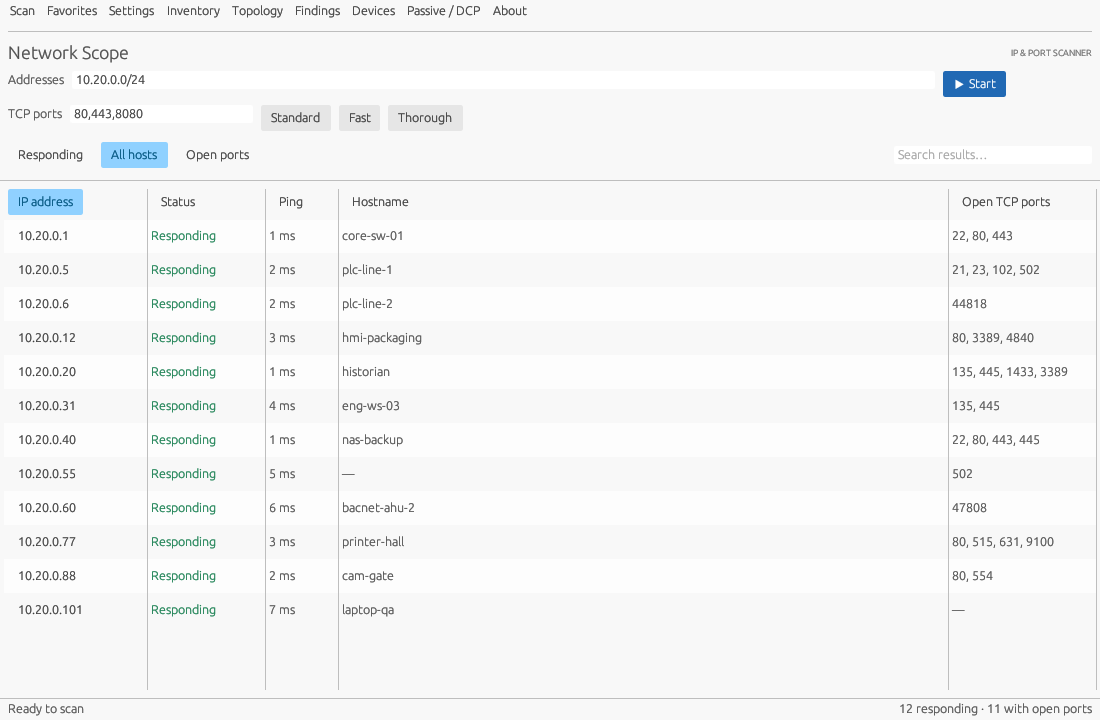 Scan Favorites Settings Inventory Topology Findings Devices Passive / DCP About
Network Scope IP & PORT SCANNER
Addresses 10.20.0.0/24 ▶ Start
TCP ports 80,443,8080 Standard Fast Thorough
Responding All hosts Open ports Search results...
IP address Status Ping Hostname Open TCP ports
10.20.0.1 Responding 1 ms core-sw-01 22, 80, 443
10.20.0.5 Responding 2 ms plc-line-1 21, 23, 102, 502
10.20.0.6 Responding 2 ms plc-line-2 44818
10.20.0.12 Responding 3 ms hmi-packaging 80, 3389, 4840
10.20.0.20 Responding 1 ms historian 135, 445, 1433, 3389
10.20.0.31 Responding 4 ms eng-ws-03 135, 445
10.20.0.40 Responding 1 ms nas-backup 22, 80, 443, 445
10.20.0.55 Responding 5 ms — 502
10.20.0.60 Responding 6 ms bacnet-ahu-2 47808
10.20.0.77 Responding 3 ms printer-hall 80, 515, 631, 9100
10.20.0.88 Responding 2 ms cam-gate 80, 554
10.20.0.101 Responding 7 ms laptop-qa —
Ready to scan 12 responding · 11 with open ports